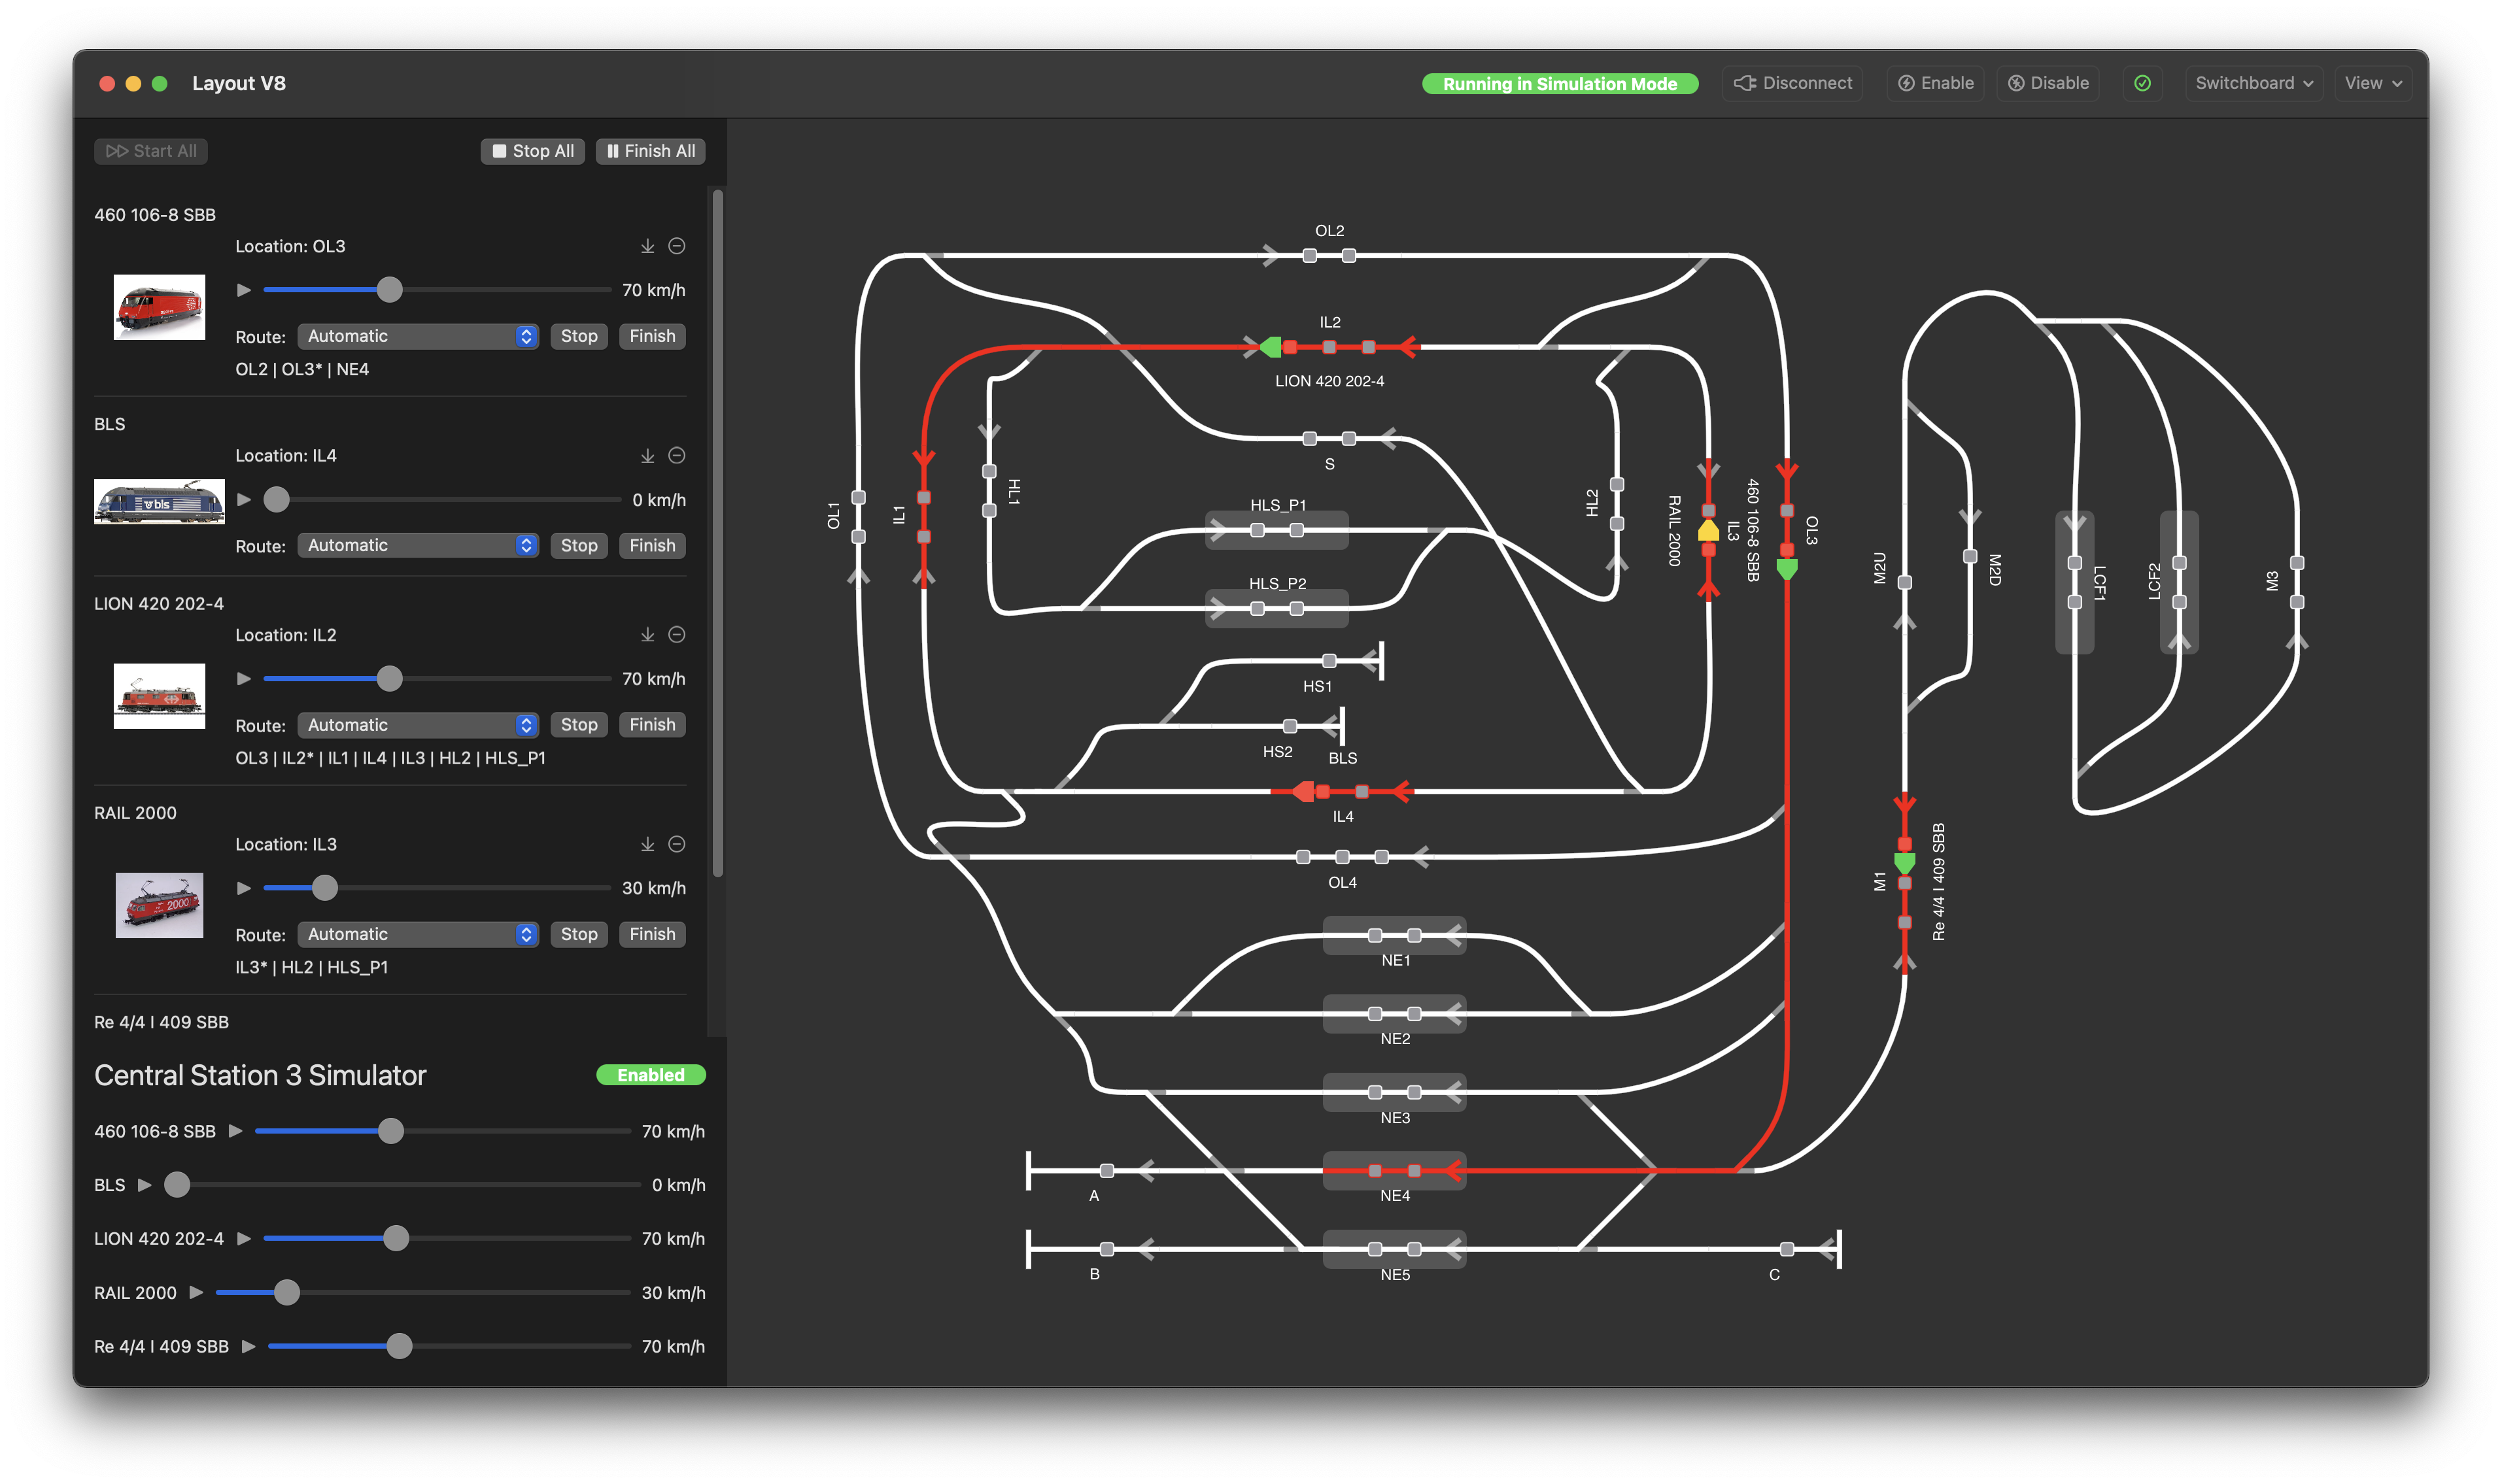 Layout V8
Running in Simulation Mode
Disconnect
Enable
Disable
Switchboard
View
Start All
Stop All
Finish All
460 106-8 SBB
Location: OL3
70 km/h
Route: Automatic Stop Finish
OL2 | OL3* | NE4
BLS
Location: IL4
bls
0 km/h
Route: Automatic Stop Finish
LION 420 202-4
Location: IL2
70 km/h
Route: Automatic Stop Finish
OL3 | IL2* | IL1 | IL4 | IL3 | HL2 | HLS_P1
RAIL 2000
Location: IL3
2000
30 km/h
Route: Automatic Stop Finish
IL3* | HL2 | HLS_P1
Re 4/4 I 409 SBB
Central Station 3 Simulator
Enabled
460 106-8 SBB 70 km/h
BLS 0 km/h
LION 420 202-4 70 km/h
RAIL 2000 30 km/h
Re 4/4 I 409 SBB 70 km/h
OL2
IL2
LION 420 202-4
S
OL1
IL1
HL1
HLS_P1
HLS_P2
HL2
RAIL 2000
IL3
460 106-8 SBB
OL3
HS1
HS2
BLS
IL4
OL4
NE1
NE2
NE3
NE4
NE5
A
B
C
M2U
M2D
LCF1
LCF2
M3
M1
Re 4/4 I 409 SBB